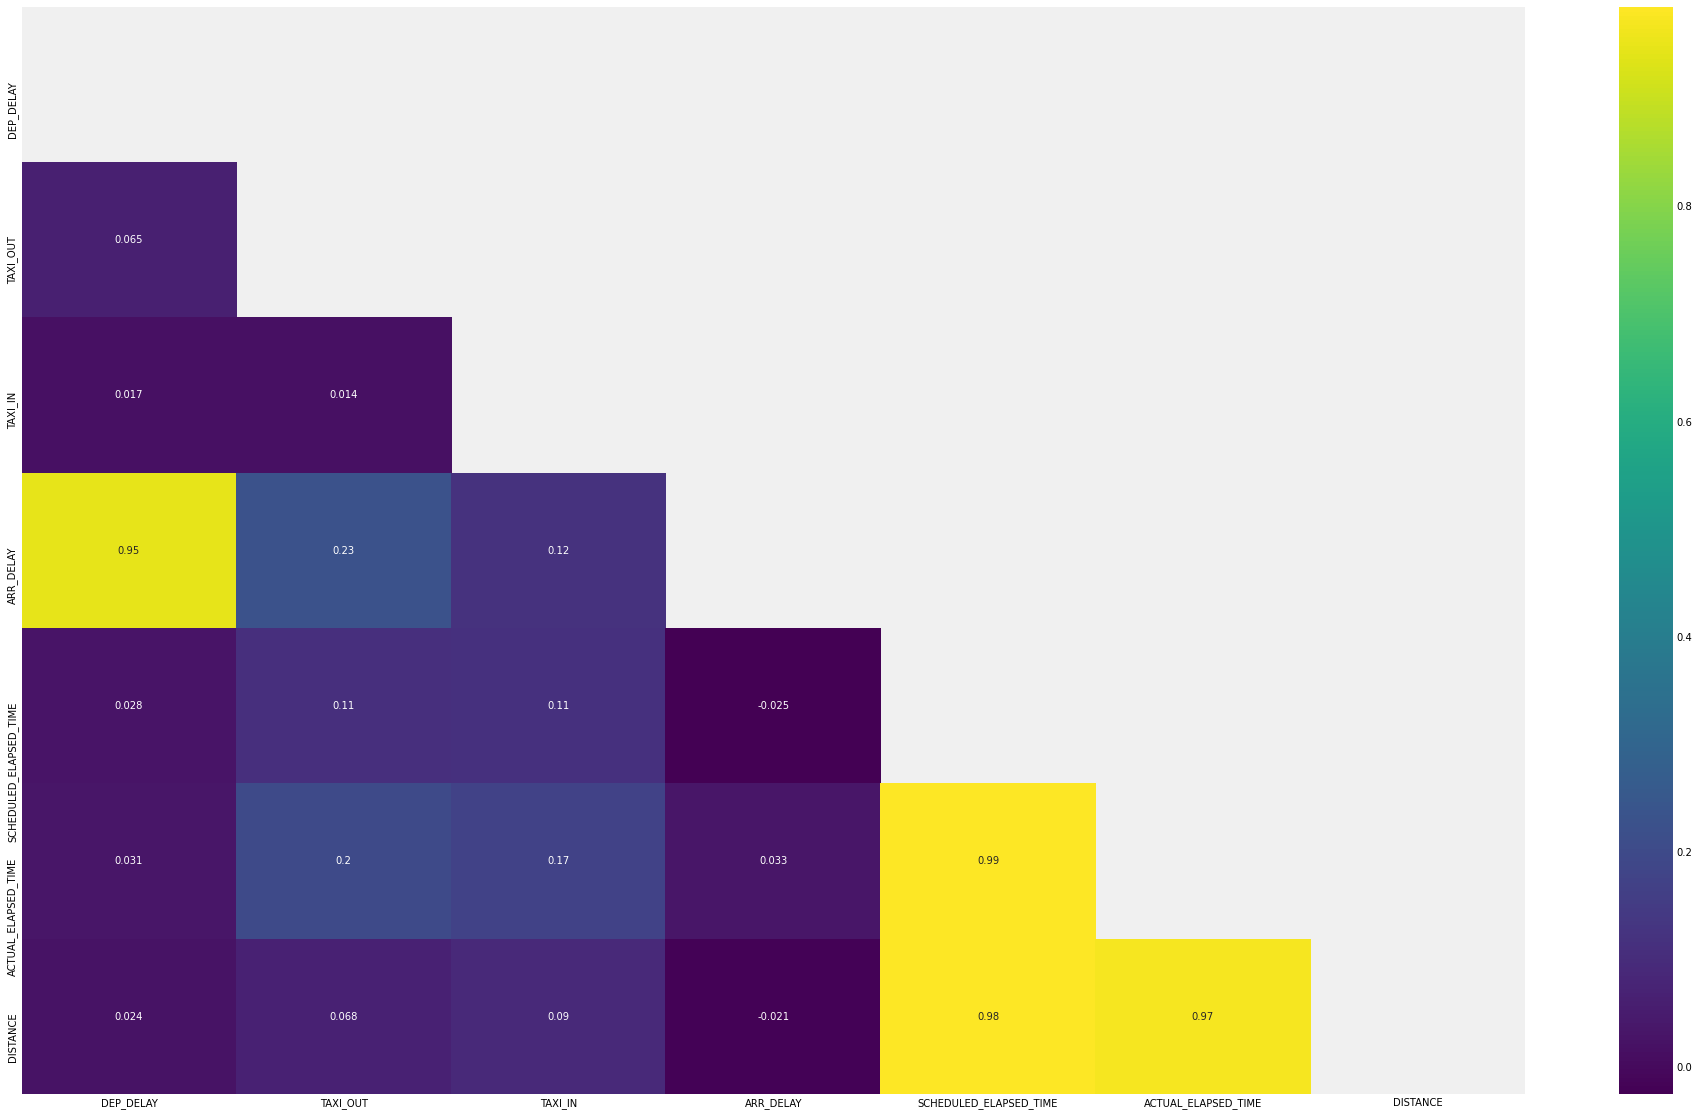 DEP_DELAY
TAXI_OUT
0.065
TAXI_IN
0.017 0.014
ARR_DELAY
0.95 0.23 0.12
SCHEDULED_ELAPSED_TIME
0.028 0.11 0.11 -0.025
ACTUAL_ELAPSED_TIME
0.031 0.2 0.17 0.033 0.99
DISTANCE
0.024 0.068 0.09 -0.021 0.98 0.97
DEP_DELAY TAXI_OUT TAXI_IN ARR_DELAY SCHEDULED_ELAPSED_TIME ACTUAL_ELAPSED_TIME DISTANCE
0.8
0.6
0.4
0.2
0.0